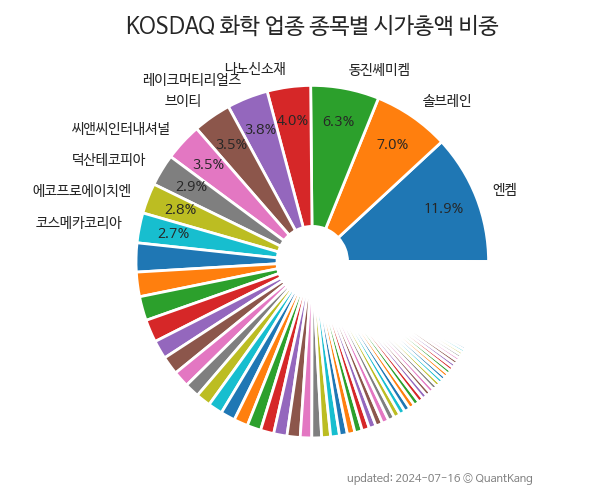 KOSDAQ 화학 업종 종목별 시가총액 비중
나노신소재
동진쎄미켐
레이크머티리얼즈
브이티
솔브레인
씨앤씨인터내셔널
덕산테코피아
에코프로에이치엔
코스메카코리아
엔켐
4.0%
6.3%
3.8%
3.5%
7.0%
3.5%
2.9%
2.8%
11.9%
2.7%
updated: 2024-07-16 © QuantKang